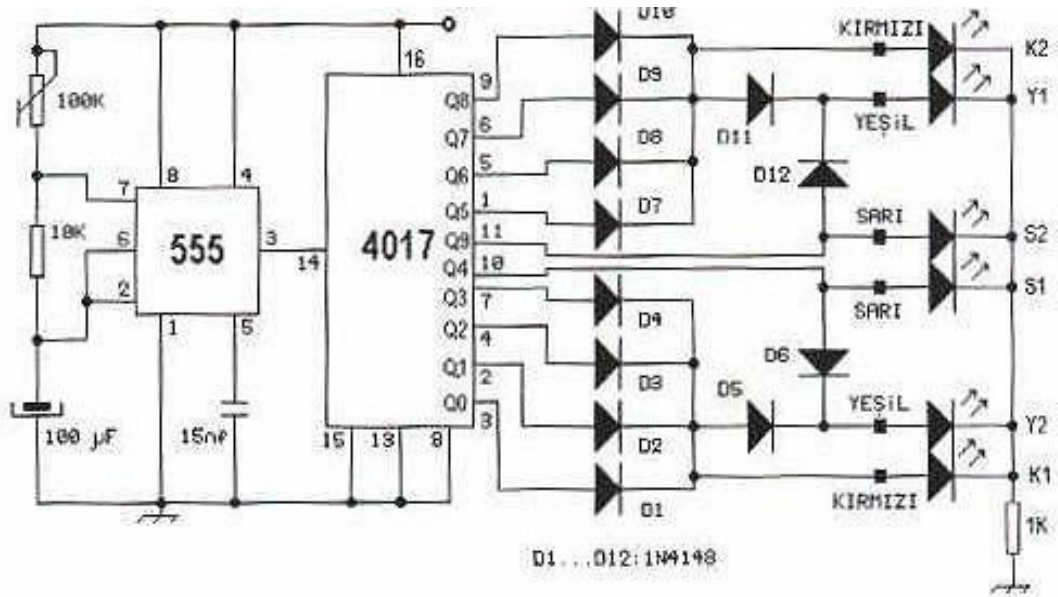 D10
KIRMIZI
K2
16
9
Q8
D9
100K
Y1
6
Q7
YEŞİL
D11
D8
5
Q6
D12
7
8
4
1
Q5
D7
SARI
10K
6
555
3
4017
Q9
11
S2
14
Q4
10
2
Q3
7
D4
S1
SARI
1
5
Q2
4
D6
D3
Q1
2
D5
YEŞİL
Y2
100 µF
15nf
Q0
3
15
13
8
D2
K1
D1
KIRMIZI
1K
D1...D12:1N4148